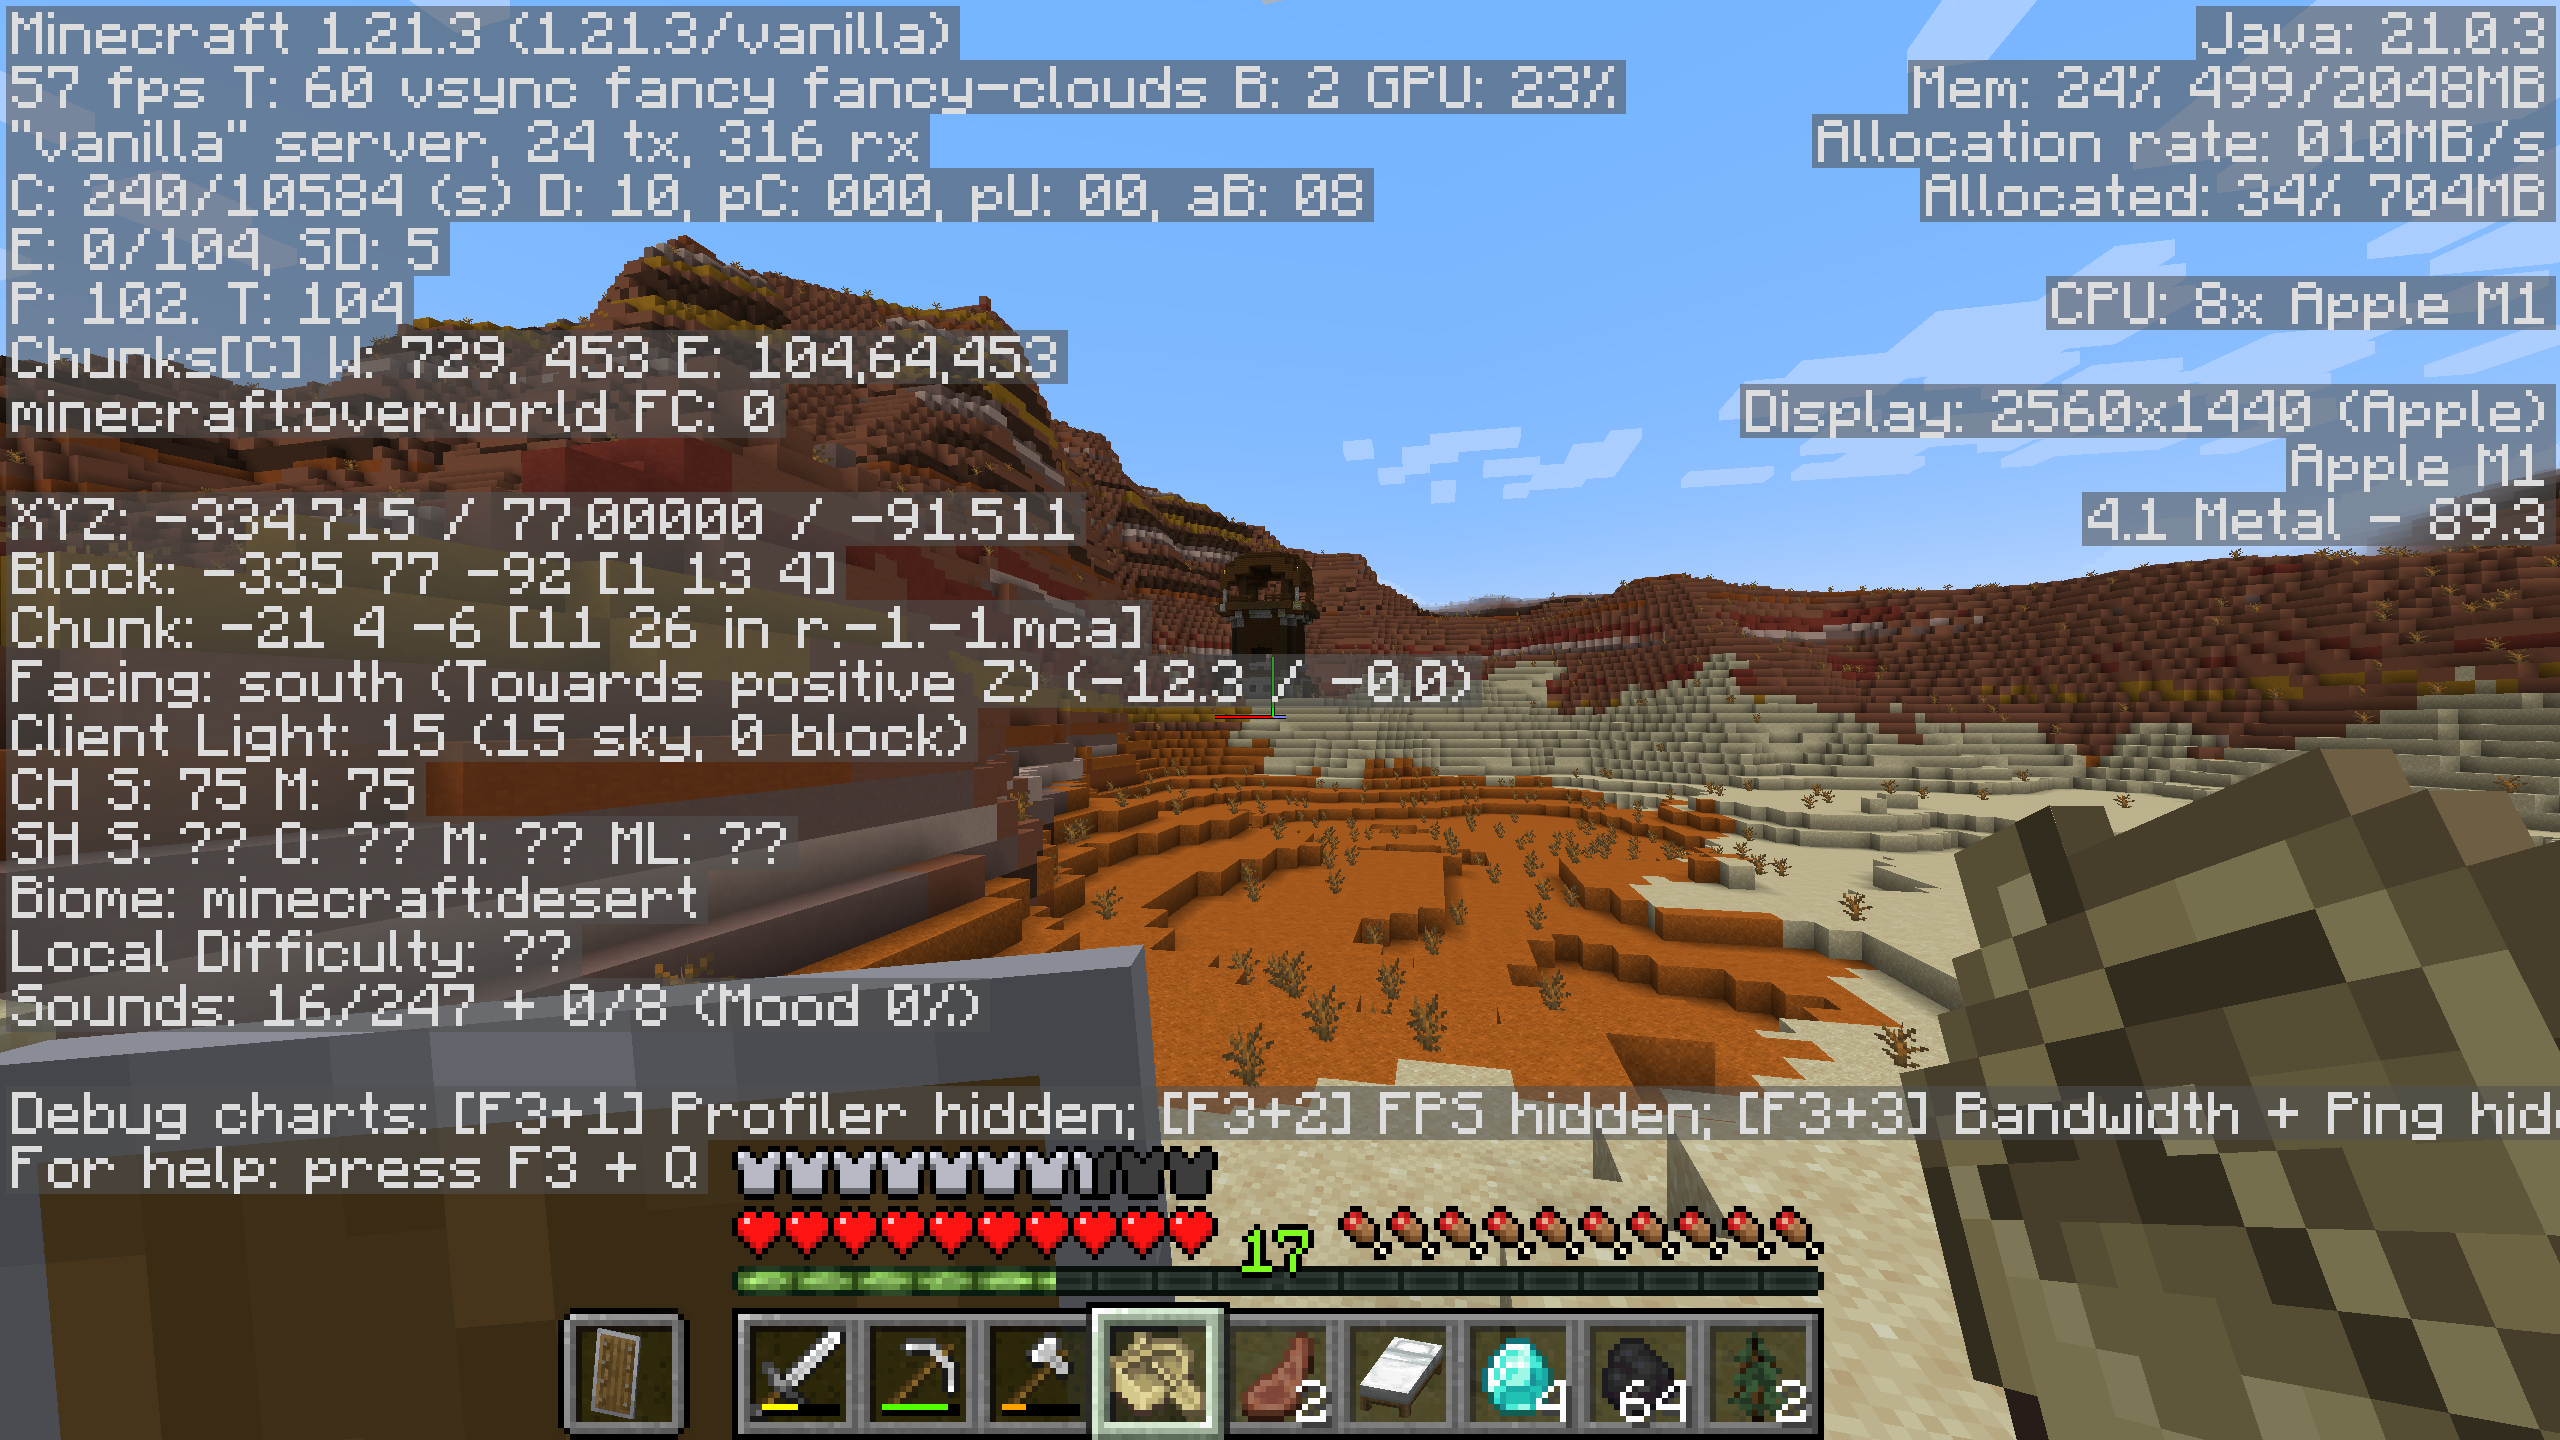 Minecraft 1.21.3 (1.21.3/vanilla)
57 fps T: 60 vsync fancy fancy-clouds B: 2 GPU: 23%
"vanilla" server, 24 tx, 316 rx
C: 240/10584 (s) D: 10, pC: 000, pU: 00, aB: 08
E: 0/104, SD: 5
P: 102. T: 104
Chunks[C] W: 729, 453 E: 104,64,453
minecraft:overworld FC: 0
XYZ: -334.715 / 77.00000 / -91.511
Block: -335 77 -92 [1 13 4]
Chunk: -21 4 -6 [11 26 in r.-1.-1.mca]
Facing: south (Towards positive Z) (-12.3 / -0.0)
Client Light: 15 (15 sky, 0 block)
CH S: 75 M: 75
SH S: ?? O: ?? M: ?? ML: ??
Biome: minecraft:desert
Local Difficulty: ??
Sounds: 16/247 + 0/8 (Mood 0%)
Debug charts: [F3+1] Profiler hidden; [F3+2] FPS hidden; [F3+3] Bandwidth + Ping hid
For help: press F3 + Q
Java: 21.0.3
Mem: 24% 499/2048MB
Allocation rate: 010MB/s
Allocated: 34% 704MB
CPU: 8x Apple M1
Display: 2560x1440 (Apple)
Apple M1
4.1 Metal - 89.3
17
2
4
64
2